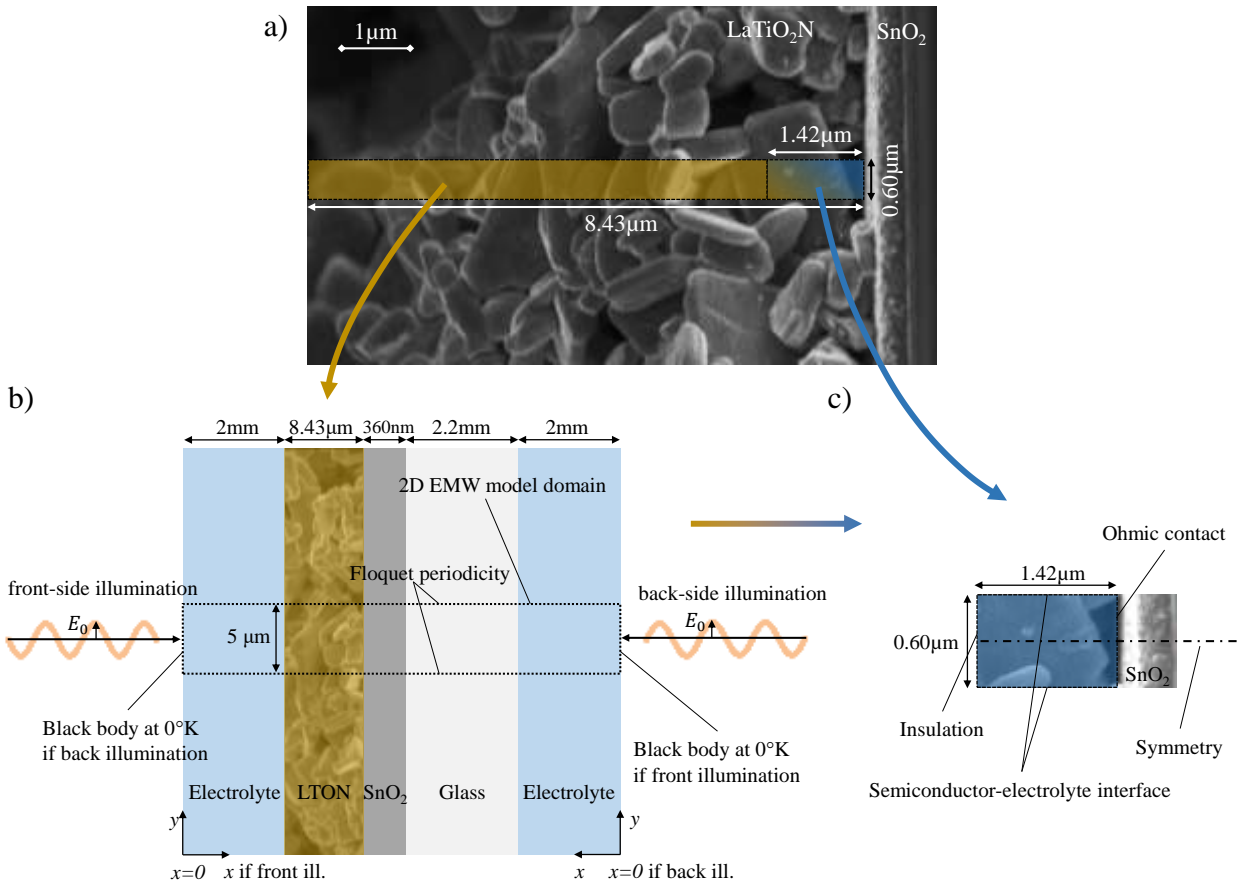 a)
1µm
LaTiO₂N
SnO₂
1.42µm
0.60µm
8.43µm
b)
2mm
8.43µm
360nm
2.2mm
2mm
2D EMW model domain
Floquet periodicity
front-side illumination
E₀
5 µm
back-side illumination
E₀
Black body at 0°K
if back illumination
Black body at 0°K
if front illumination
Electrolyte
LTON
SnO₂
Glass
Electrolyte
y
x=0
x if front ill.
y
x
x=0 if back ill.
c)
Ohmic contact
1.42µm
0.60µm
SnO₂
Insulation
Symmetry
Semiconductor-electrolyte interface